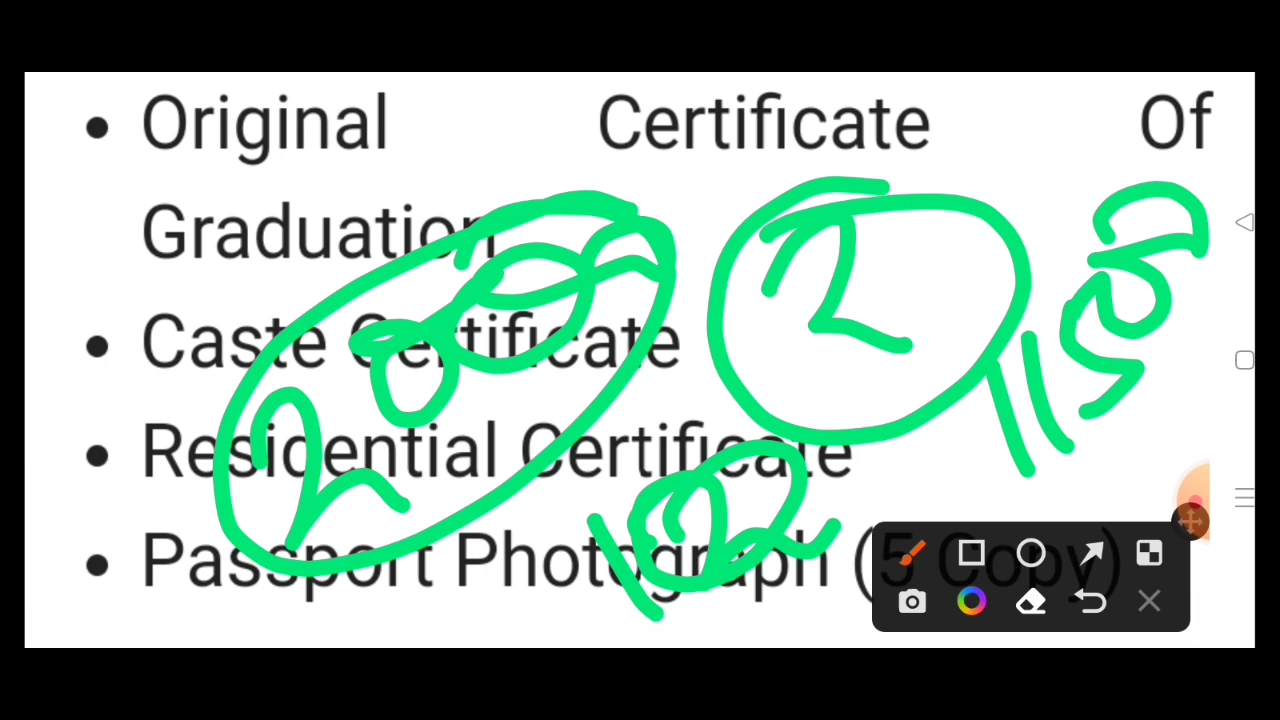 • Original Certificate Of
Graduation
• Caste Certificate
• Residential Certificate
• Passport Photograph (5 Copy)